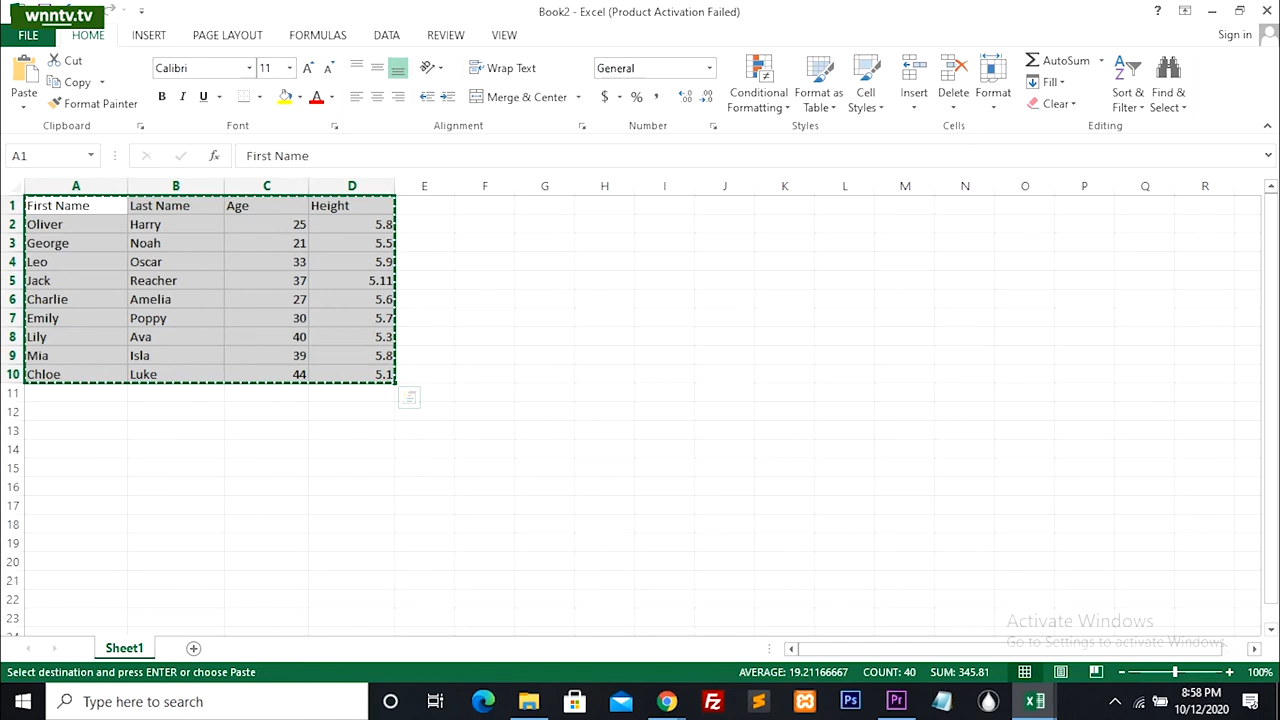 wnntv.tv
Book2 - Excel (Product Activation Failed)
?
FILE HOME INSERT PAGE LAYOUT FORMULAS DATA REVIEW VIEW
Sign in
Paste
Cut
Copy
Format Painter
Calibri 11
B I U
Wrap Text
Merge & Center
General
$ % ,
Conditional Formatting
Format as Table
Cell Styles
Insert
Delete
Format
AutoSum
Fill
Clear
Sort & Filter
Find & Select
Clipboard Font Alignment Number Styles Cells Editing
A1 fx First Name
A B C D E F G H I J K L M N O P Q R
1 First Name Last Name Age Height
2 Oliver Harry 25 5.8
3 George Noah 21 5.5
4 Leo Oscar 33 5.9
5 Jack Reacher 37 5.11
6 Charlie Amelia 27 5.6
7 Emily Poppy 30 5.7
8 Lily Ava 40 5.3
9 Mia Isla 39 5.8
10 Chloe Luke 44 5.1
11
12
13
14
15
16
17
18
19
20
21
22
23
Activate Windows
Go to Settings to activate Windows.
Sheet1
Select destination and press ENTER or choose Paste AVERAGE: 19.21166667 COUNT: 40 SUM: 345.81 100%
Type here to search
Fz
Ps
Pr
8:58 PM
10/12/2020